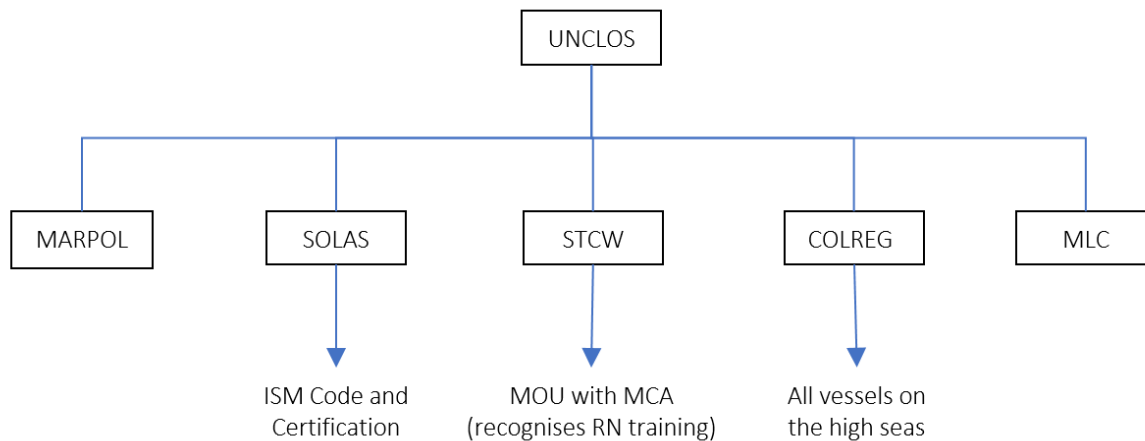 UNCLOS
MARPOL
SOLAS
STCW
COLREG
MLC
ISM Code and
Certification
MOU with MCA
(recognises RN training)
All vessels on
the high seas